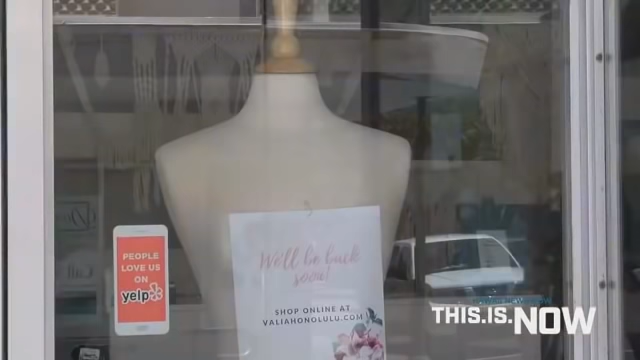 We'll be back
soon!
SHOP ONLINE AT
VALIAHONOLULU.COM
PEOPLE
LOVE US
ON
yelp
THIS.IS.NOW